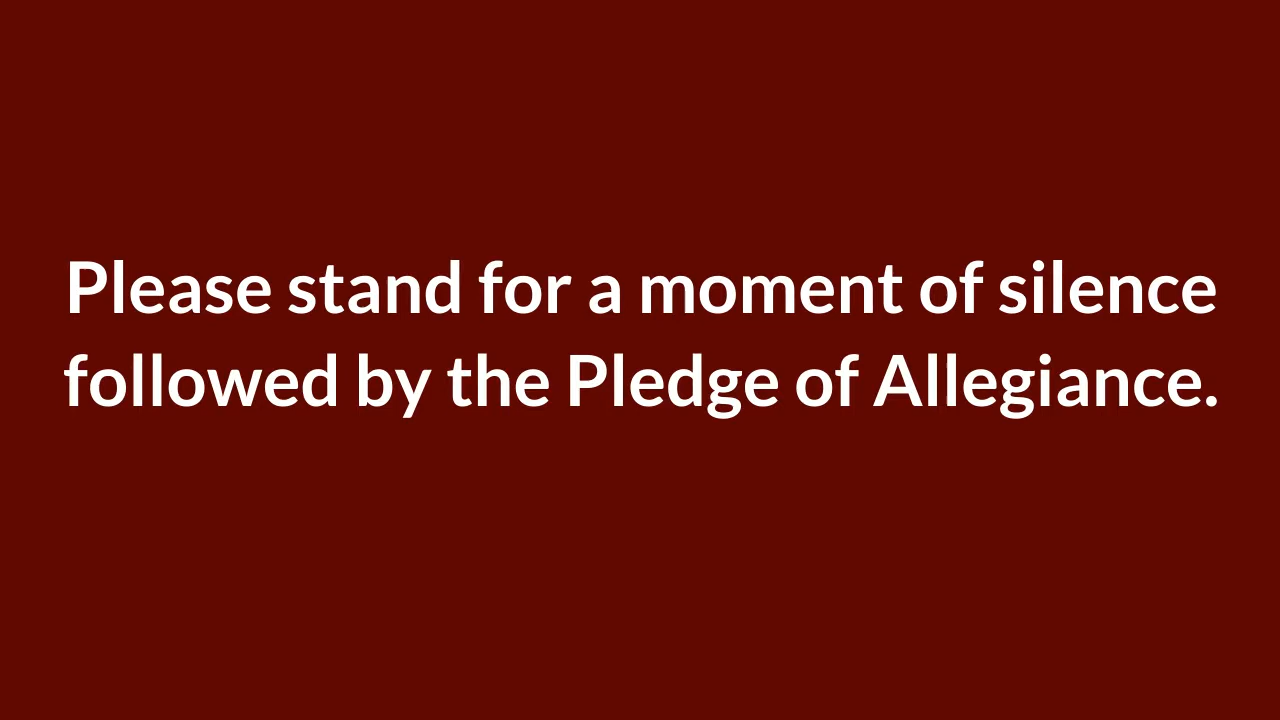 Please stand for a moment of silence
followed by the Pledge of Allegiance.